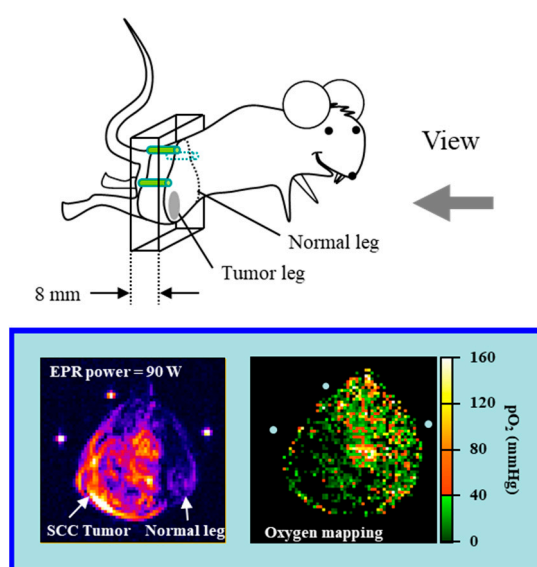 View
Normal leg
Tumor leg
8 mm
EPR power = 90 W
SCC Tumor
Normal leg
Oxygen mapping
160
120
80
40
0
pO₂ (mmHg)